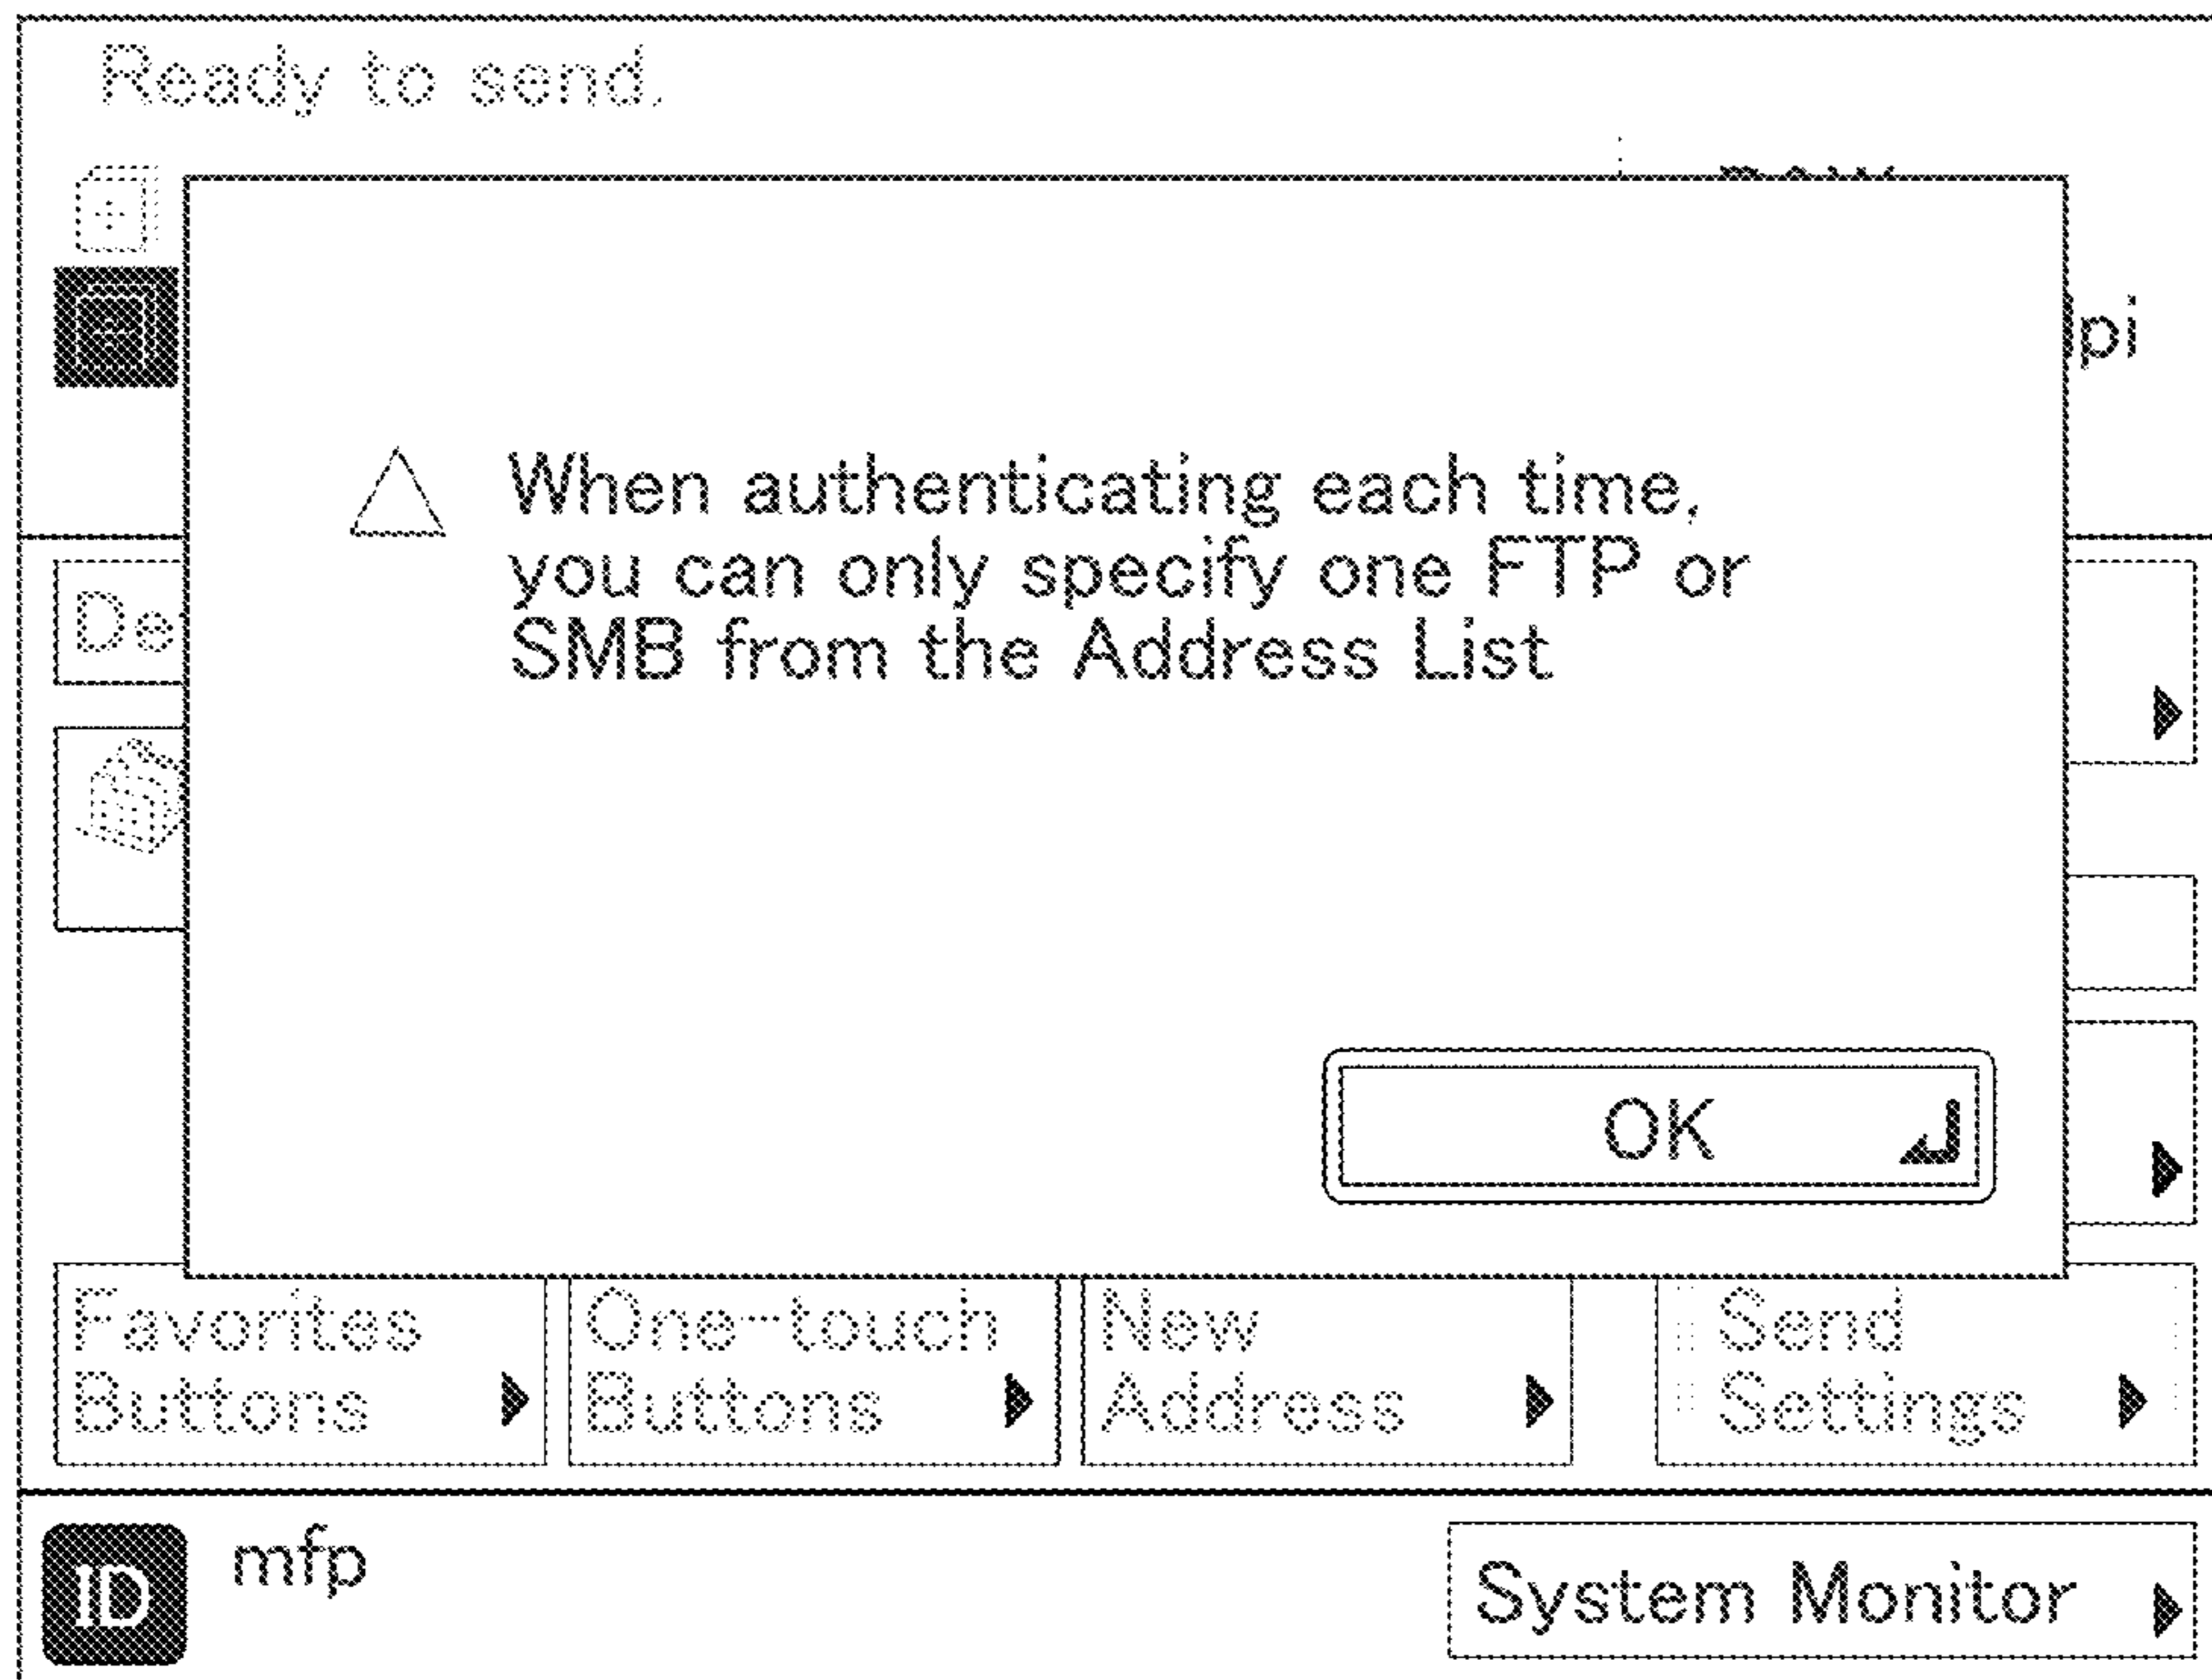 Ready to send.
When authenticating each time,
you can only specify one FTP or
SMB from the Address List
OK
Favorites
Buttons
One-touch
Buttons
New
Address
Send
Settings
ID
mfp
System Monitor